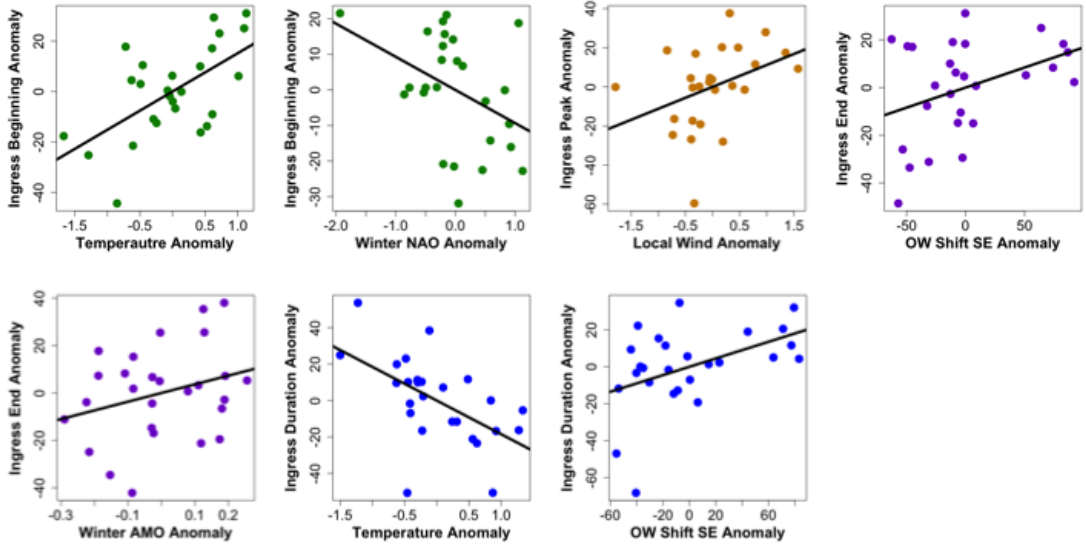 Ingress Beginning Anomaly
20
0
-20
-40
-1.5 -0.5 0.5 1.0
Temperautre Anomaly
Ingress Beginning Anomaly
20
10
0
-10
-30
-2.0 -1.0 0.0 1.0
Winter NAO Anomaly
Ingress Peak Anomaly
40
20
0
-20
-60
-1.5 -0.5 0.5 1.5
Local Wind Anomaly
Ingress End Anomaly
20
0
-20
-40
-50 0 50
OW Shift SE Anomaly
Ingress End Anomaly
40
20
0
-20
-40
-0.3 -0.1 0.1 0.2
Winter AMO Anomaly
Ingress Duration Anomaly
40
20
0
-20
-40
-1.5 -0.5 0.5 1.0
Temperature Anomaly
Ingress Duration Anomaly
20
0
-20
-60
-60 -20 0 20 60
OW Shift SE Anomaly